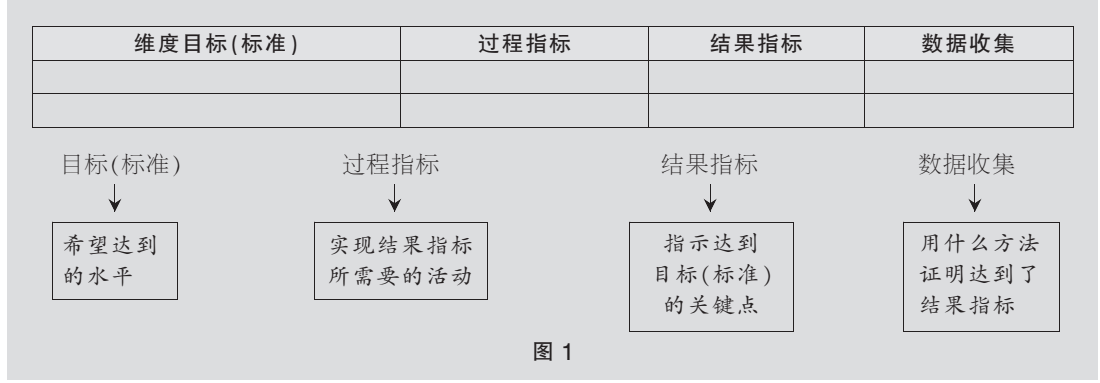 维度目标(标准) 过程指标 结果指标 数据收集
目标(标准) 过程指标 结果指标 数据收集
希望达到
的水平
实现结果指标
所需要的活动
指示达到
目标(标准)
的关键点
用什么方法
证明达到了
结果指标
图 1